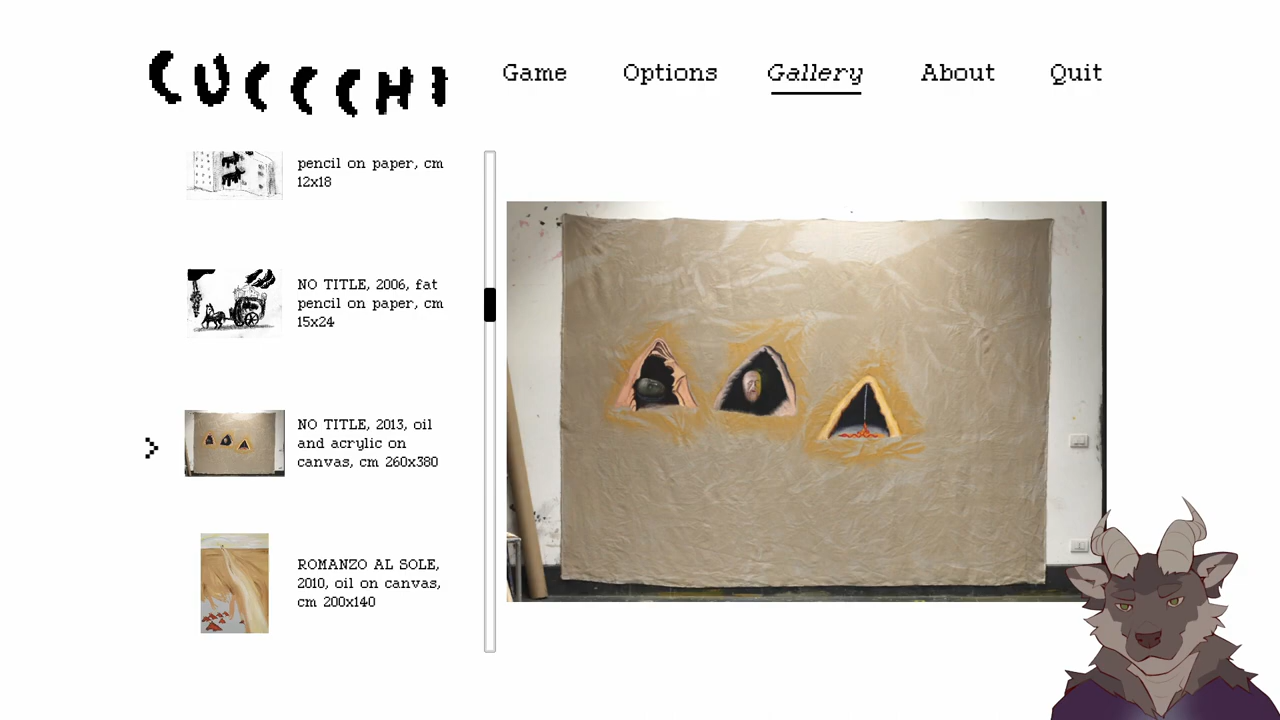 CUCCCHI
Game Options Gallery About Quit
pencil on paper, cm
12x18
NO TITLE, 2006, fat
pencil on paper, cm
15x24
NO TITLE, 2013, oil
and acrylic on
canvas, cm 260x380
ROMANZO AL SOLE,
2010, oil on canvas,
cm 200x140